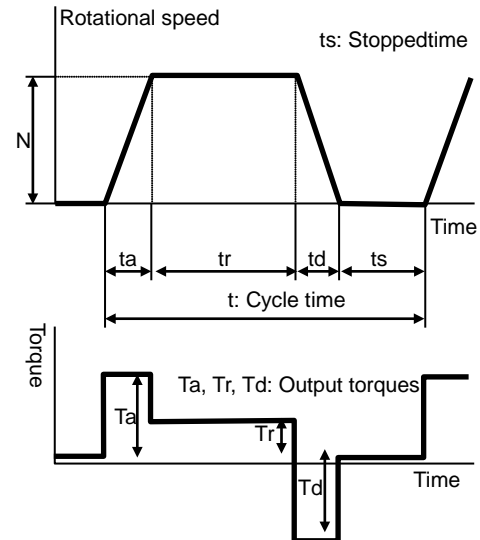 Rotational speed
ts: Stoppedtime
N
Time
ta
tr
td
ts
t: Cycle time
Torque
Ta, Tr, Td: Output torques
Ta
Tr
Td
Time